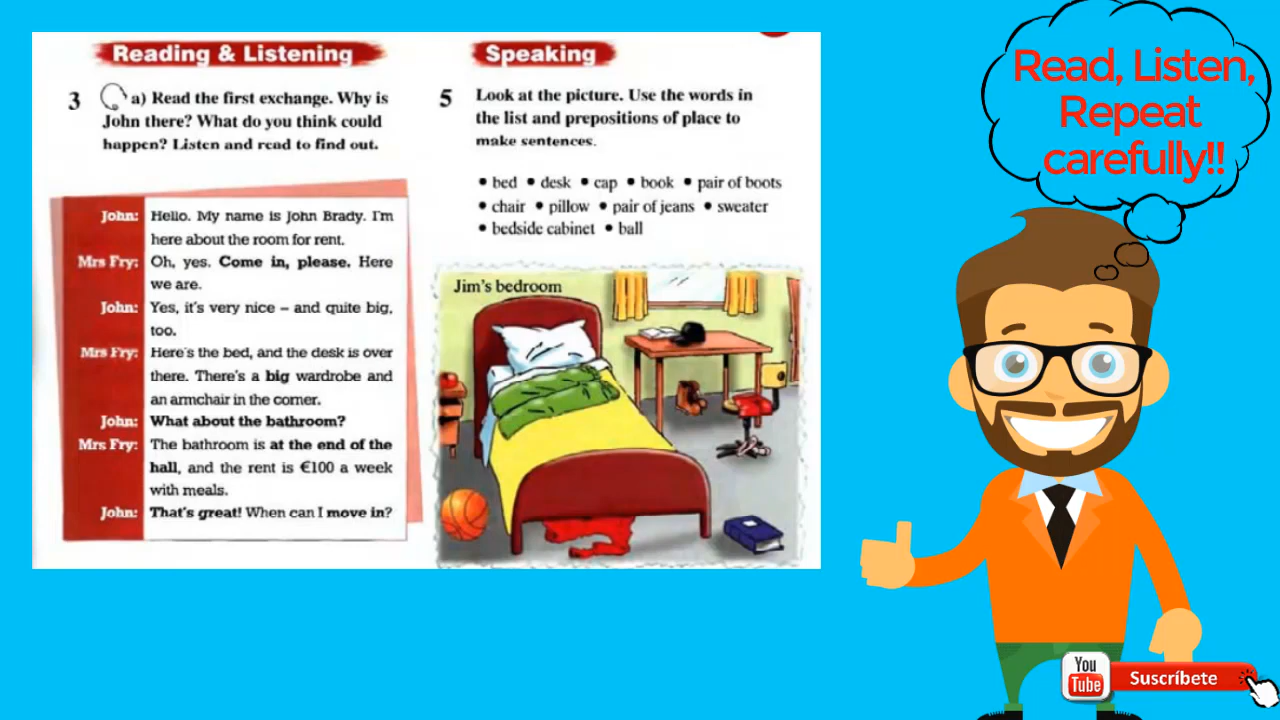 Reading & Listening
3 a) Read the first exchange. Why is
John there? What do you think could
happen? Listen and read to find out.
John: Hello. My name is John Brady. I'm
here about the room for rent.
Mrs Fry: Oh, yes. Come in, please. Here
we are.
John: Yes, it's very nice – and quite big,
too.
Mrs Fry: Here's the bed, and the desk is over
there. There's a big wardrobe and
an armchair in the corner.
John: What about the bathroom?
Mrs Fry: The bathroom is at the end of the
hall, and the rent is €100 a week
with meals.
John: That's great! When can I move in?
Speaking
5 Look at the picture. Use the words in
the list and prepositions of place to
make sentences.
• bed • desk • cap • book • pair of boots
• chair • pillow • pair of jeans • sweater
• bedside cabinet • ball
Jim's bedroom
Read, Listen,
Repeat
carefully!!
You
Tube
Suscríbete